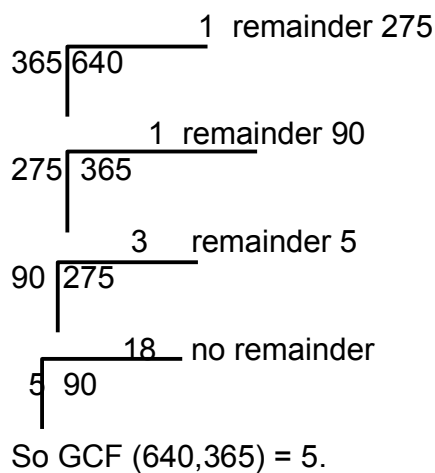 1 remainder 275
365 640
1 remainder 90
275 365
3 remainder 5
90 275
18 no remainder
5 90
So GCF (640,365) = 5.